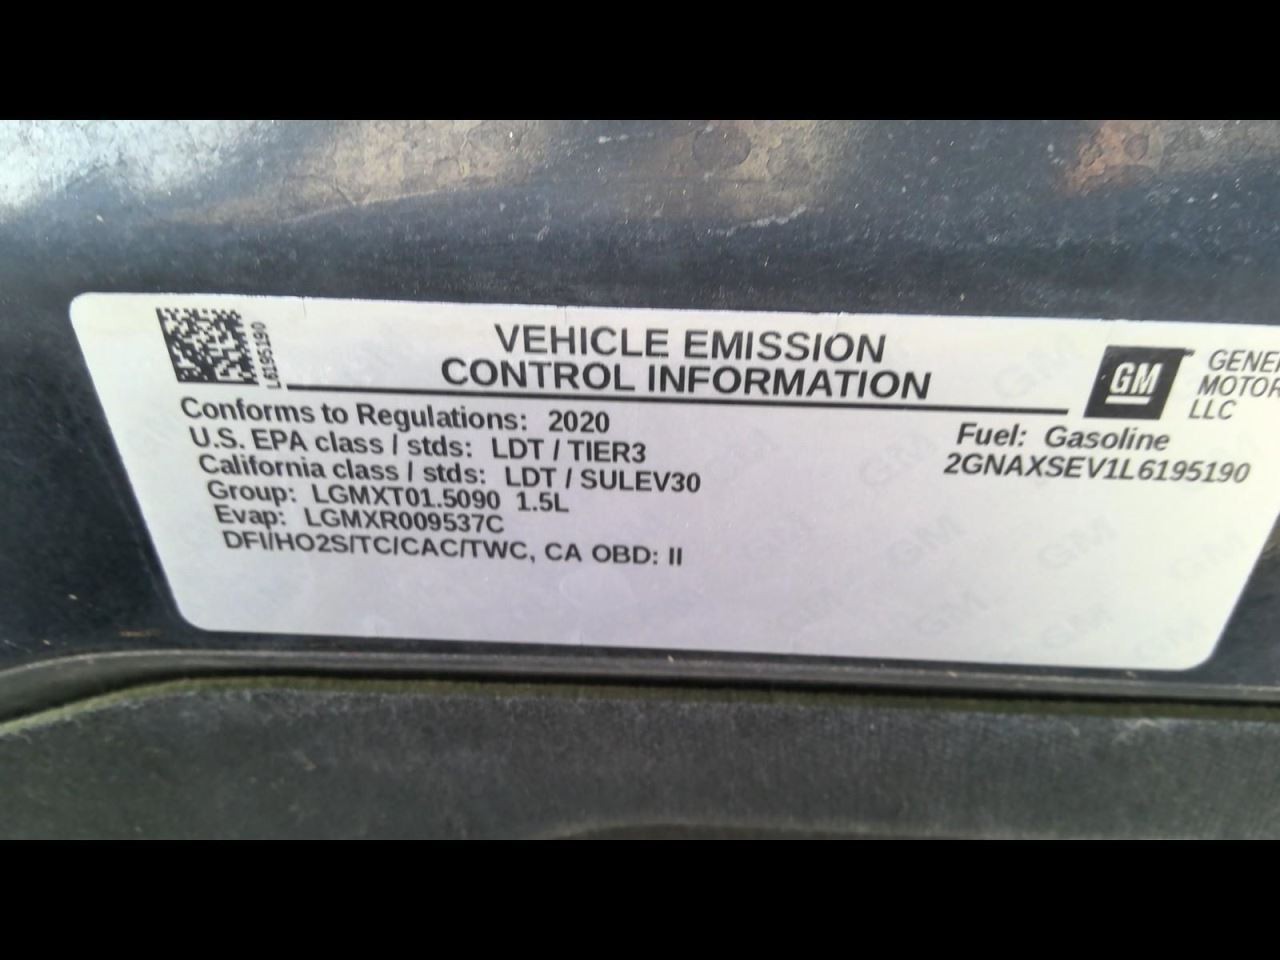 L6195190
VEHICLE EMISSION
CONTROL INFORMATION
GM
MOTOR
LLC
Conforms to Regulations: 2020
U.S. EPA class / stds: LDT / TIER3
California class / stds: LDT / SULEV30
Group: LGMXT01.5090 1.5L
Evap: LGMXR009537C
DFI/HO2S/TC/CAC/TWC, CA OBD: II
Fuel: Gasoline
2GNAXSEV1L6195190